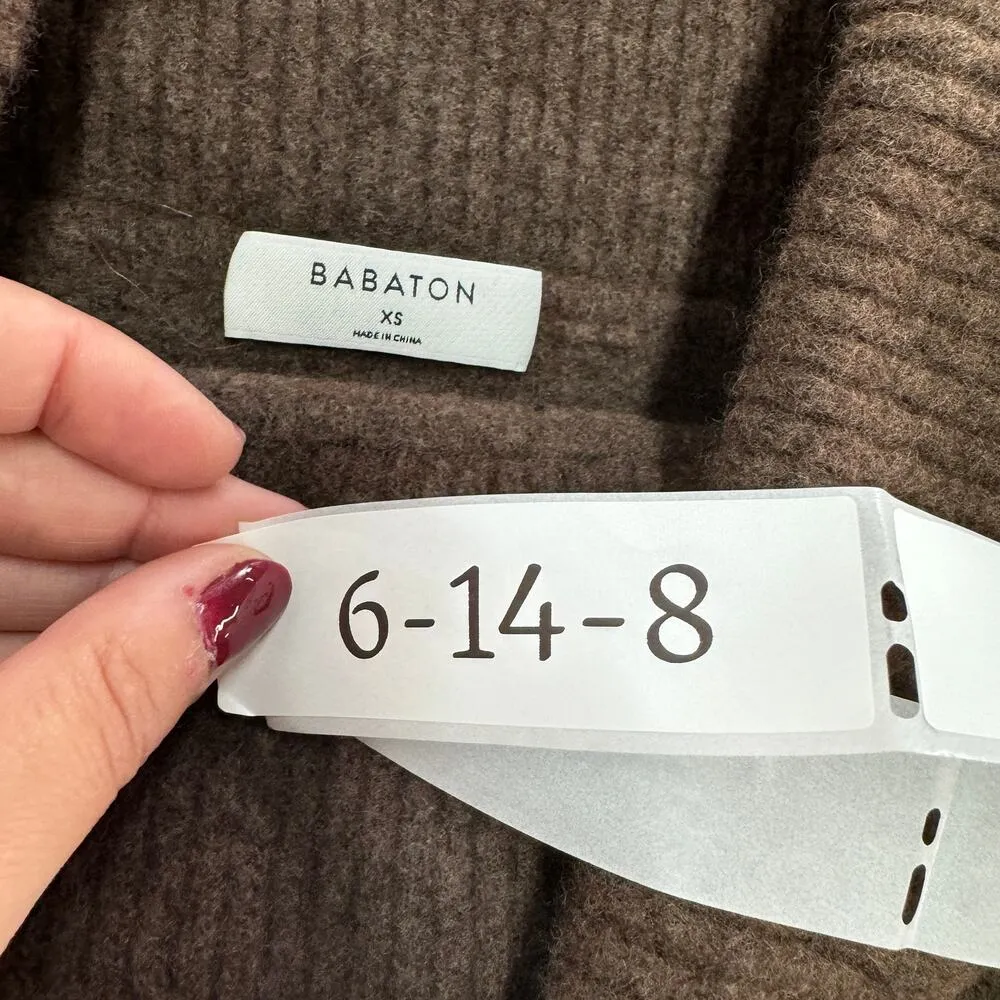 BABATON
XS
MADE IN CHINA
6-14-8